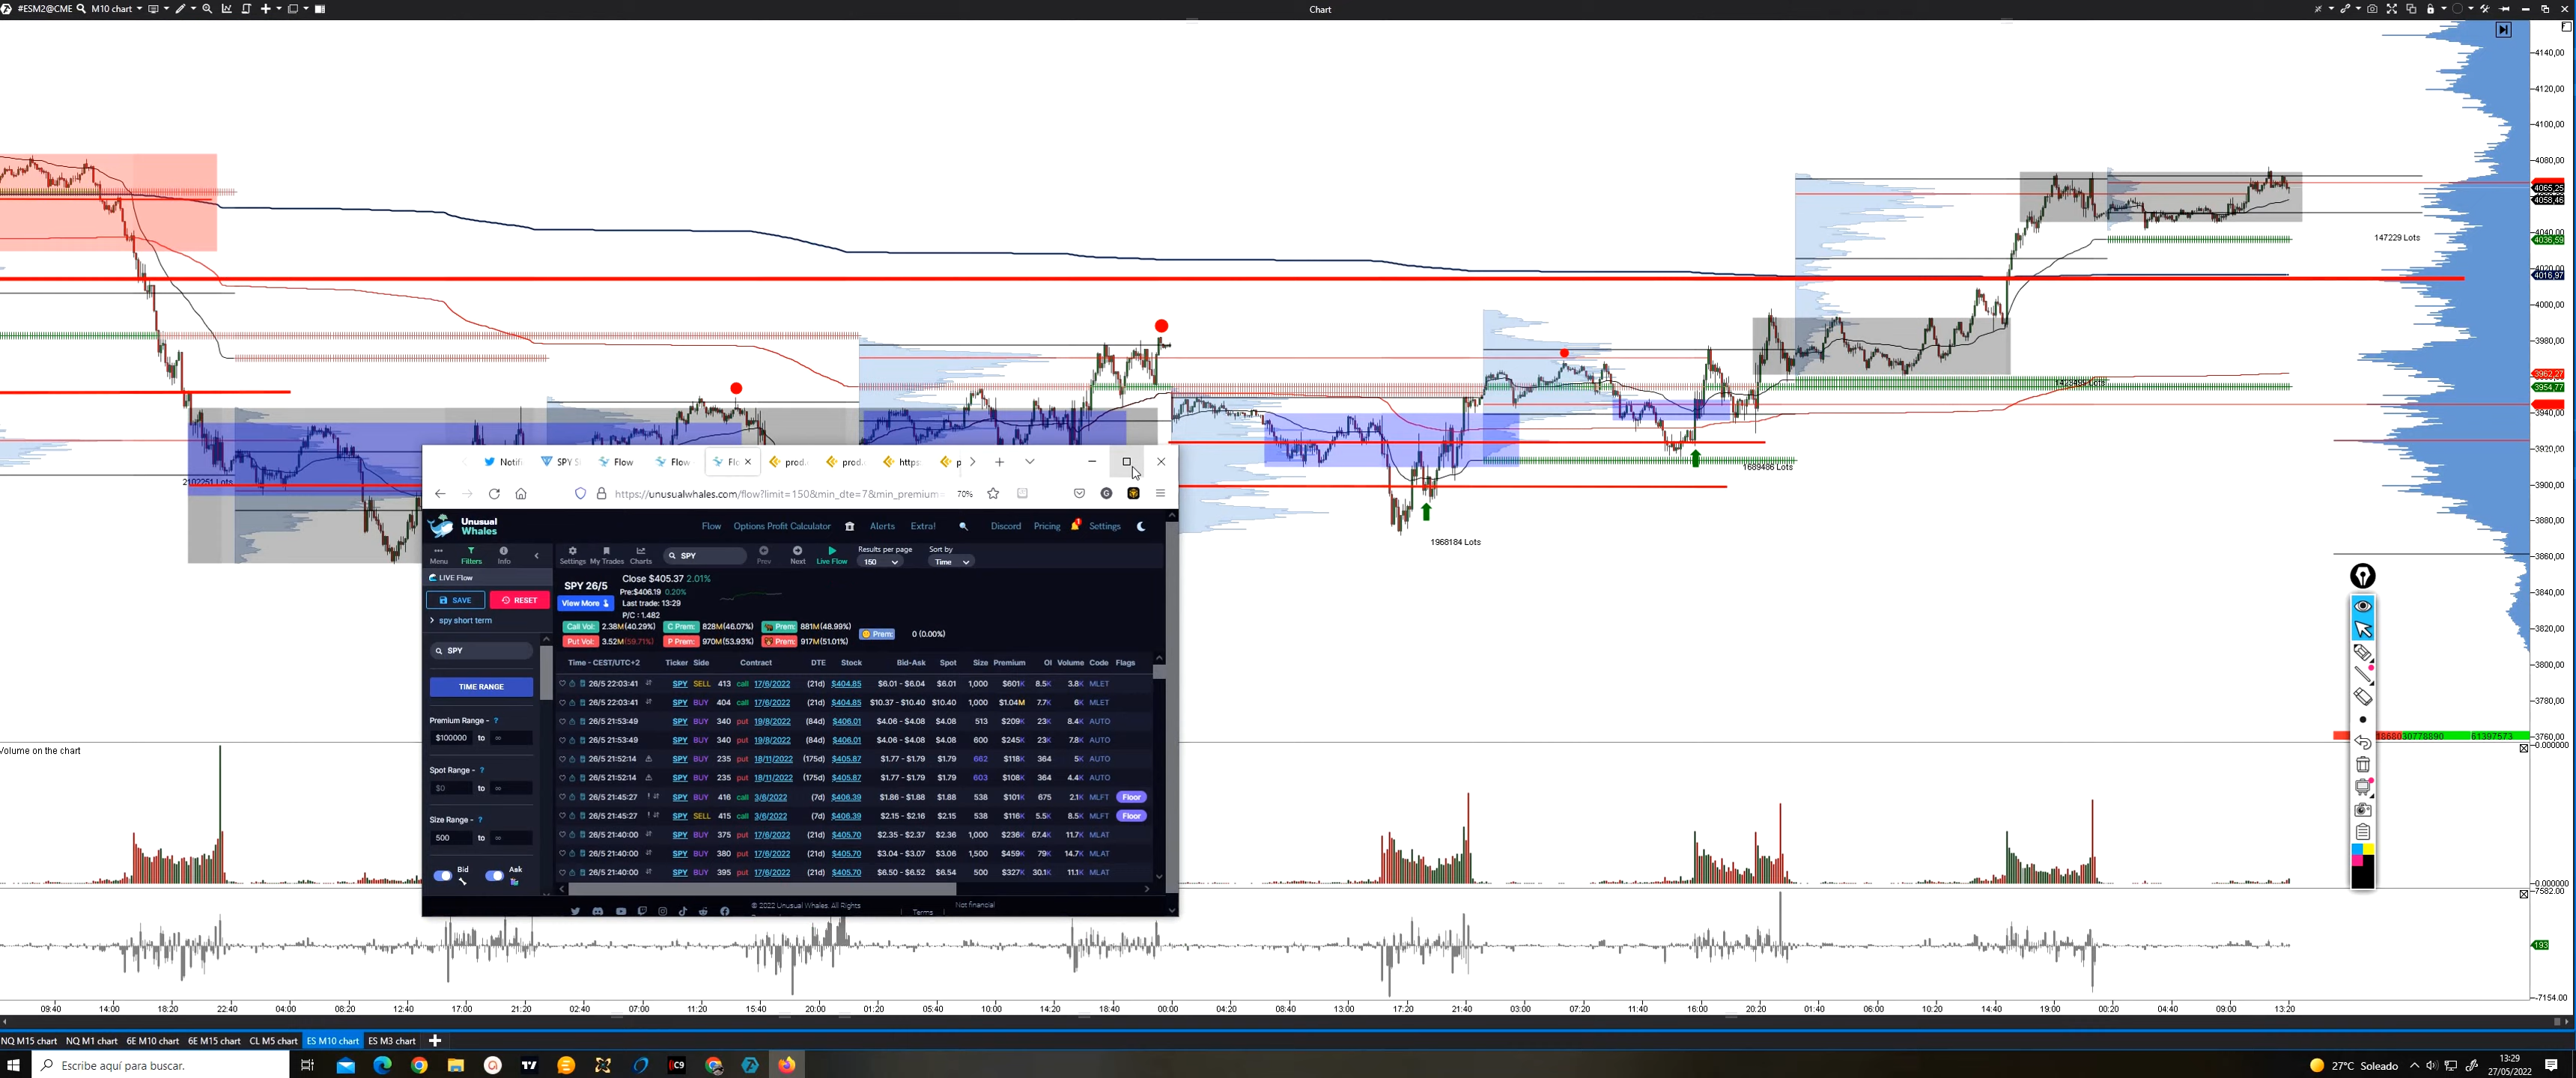 #ESM2@CME M10 chart Chart
4140,00
4120,00
4100,00
4080,00
4065,25
4058,46
4040,00
4036,59
4020,00
4016,97
4000,00
3980,00
3962,27
3954,77
3940,00
3920,00
3900,00
3880,00
3860,00
3840,00
3820,00
3800,00
3780,00
3760,00
147229 Lots
1689486 Lots
1968184 Lots
2102251 Lots
61397573
Volume on the chart
0.000000
0.000000
7582.00
193
-7154.00
Notifi SPY S Flow Flow Flo prod. prod. https: p
https://unusualwhales.com/flow?limit=150&min_dte=7&min_premium= 70%
Unusual Whales Flow Options Profit Calculator Alerts Extra! Discord Pricing Settings
Menu Filters Info Settings My Trades Charts SPY Prev Next Live Flow Results per page 150 Sort by Time
LIVE Flow
SAVE RESET
spy short term
SPY
TIME RANGE
Premium Range - ?
$100000 to ∞
Spot Range - ?
$0 to ∞
Size Range - ?
500 to ∞
Bid Ask
SPY 26/5 Close $405.37 2.01%
View More Pre:$406.19 0.20%
Last trade: 13:29
P/C : 1.482
Call Vol: 2.38M(40.29%) C Prem: 828M(46.07%) Prem: 881M(48.99%) Prem: 0 (0.00%)
Put Vol: 3.52M(59.71%) P Prem: 970M(53.93%) Prem: 917M(51.01%)
Time - CEST/UTC+2 Ticker Side Contract DTE Stock Bid-Ask Spot Size Premium OI Volume Code Flags
26/5 22:03:41 SPY SELL 413 call 17/6/2022 (21d) $404.85 $6.01 - $6.04 $6.01 1,000 $601K 8.5K 3.8K MLET
26/5 22:03:41 SPY BUY 404 call 17/6/2022 (21d) $404.85 $10.37 - $10.40 $10.40 1,000 $1.04M 7.7K 6K MLET
26/5 21:53:49 SPY BUY 340 put 19/8/2022 (84d) $406.01 $4.06 - $4.08 $4.08 513 $209K 23K 8.4K AUTO
26/5 21:53:49 SPY BUY 340 put 19/8/2022 (84d) $406.01 $4.06 - $4.08 $4.08 600 $245K 23K 7.8K AUTO
26/5 21:52:14 SPY BUY 235 put 18/11/2022 (175d) $405.87 $1.77 - $1.79 $1.79 662 $118K 364 5K AUTO
26/5 21:52:14 SPY BUY 235 put 18/11/2022 (175d) $405.87 $1.77 - $1.79 $1.79 603 $108K 364 4.4K AUTO
26/5 21:45:27 SPY BUY 416 call 3/6/2022 (7d) $406.39 $1.86 - $1.88 $1.88 538 $101K 675 2.1K MLFT Floor
26/5 21:45:27 SPY SELL 415 call 3/6/2022 (7d) $406.39 $2.15 - $2.16 $2.15 538 $116K 5.5K 8.5K MLFT Floor
26/5 21:40:00 SPY BUY 375 put 17/6/2022 (21d) $405.70 $2.35 - $2.37 $2.36 1,000 $236K 67.4K 11.7K MLAT
26/5 21:40:00 SPY BUY 380 put 17/6/2022 (21d) $405.70 $3.04 - $3.07 $3.06 1,500 $459K 79K 14.7K MLAT
26/5 21:40:00 SPY BUY 395 put 17/6/2022 (21d) $405.70 $6.50 - $6.52 $6.54 500 $327K 30.1K 11.1K MLAT
© 2022 Unusual Whales. All Rights Terms Not financial
09:40 14:00 18:20 22:40 04:00 08:20 12:40 17:00 21:20 02:40 07:00 11:20 15:40 20:00 01:20 05:40 10:00 14:20 18:40 00:00 04:20 08:40 13:00 17:20 21:40 03:00 07:20 11:40 16:00 20:20 01:40 06:00 10:20 14:40 19:00 00:20 04:40 09:00 13:20
NQ M15 chart NQ M1 chart 6E M10 chart 6E M15 chart CL M5 chart ES M10 chart ES M3 chart
Escribe aquí para buscar. 27°C Soleado 13:29
27/05/2022